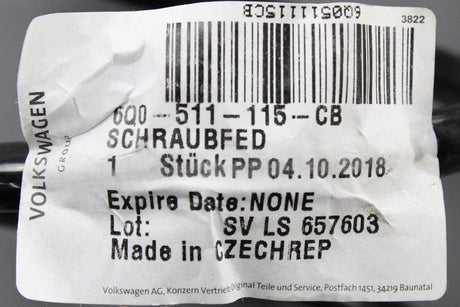 6Q0511115CB
3822
6Q0-511-115-CB
SCHRAUBFED
1 Stück PP 04.10.2018
Expire Date: NONE
Lot: SV LS 657603
Made in CZECHREP
VOLKSWAGEN
GROUP
Volkswagen AG, Konzern Vertrieb Original Teile und Service, Postfach 1451, 34219 Baunatal